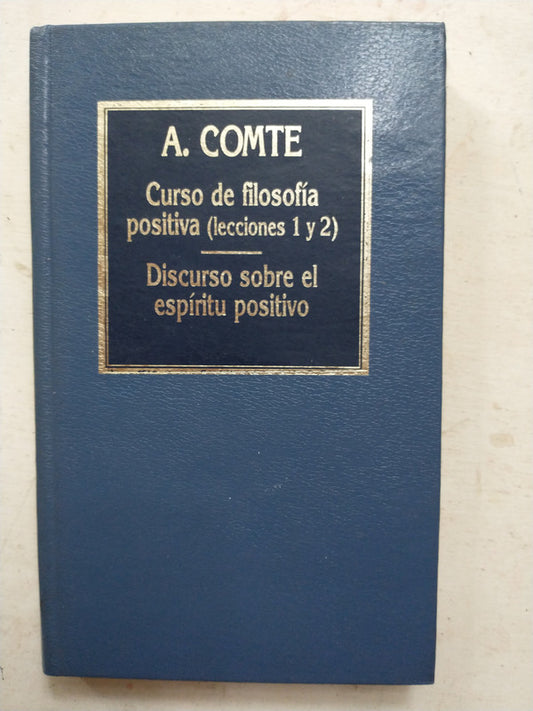 A. COMTE
Curso de filosofía
positiva (lecciones 1 y 2)
Discurso sobre el
espíritu positivo